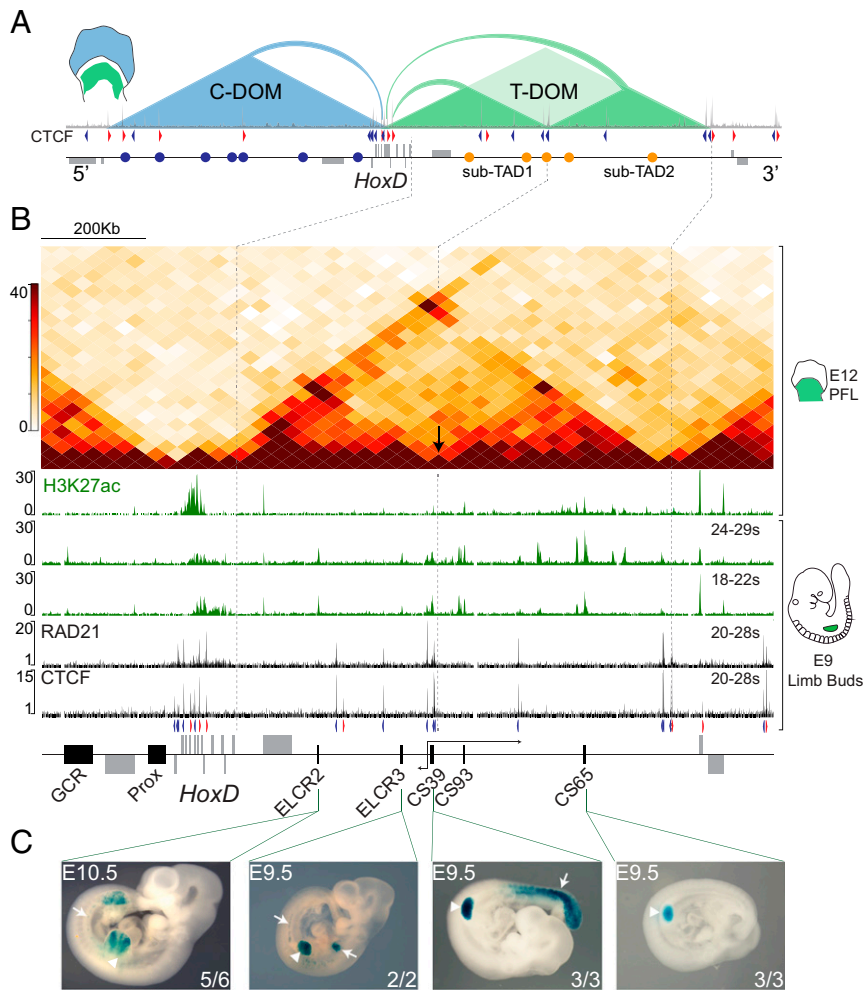 A
C-DOM
T-DOM
CTCF
5'
HoxD
sub-TAD1
sub-TAD2
3'
B
200Kb
40
0
E12
PFL
30
H3K27ac
0
30
24-29s
0
30
18-22s
0
20
RAD21
20-28s
1
15
CTCF
20-28s
1
E9
Limb Buds
GCR
Prox
HoxD
ELCR2
ELCR3
CS39
CS93
CS65
C
E10.5
5/6
E9.5
2/2
E9.5
3/3
E9.5
3/3